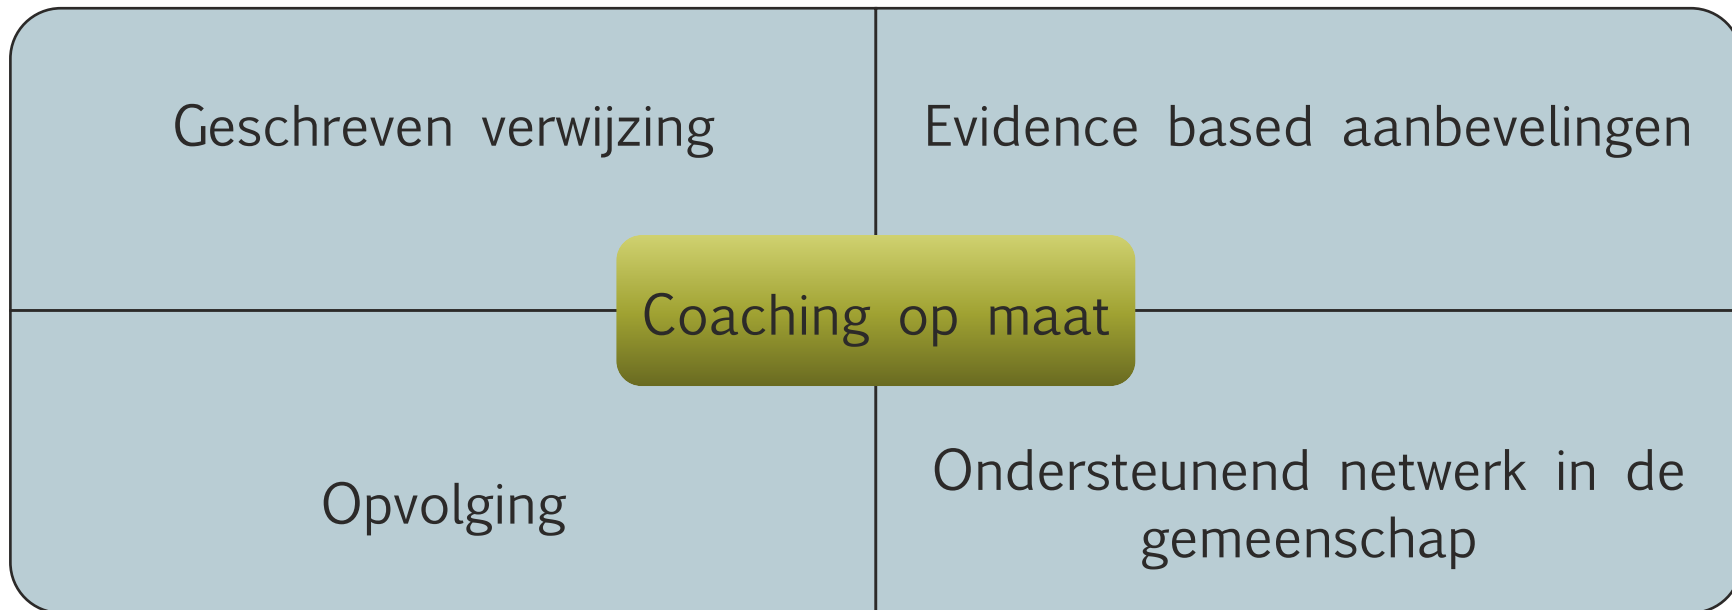 Geschreven verwijzing
Evidence based aanbevelingen
Coaching op maat
Opvolging
Ondersteunend netwerk in de
gemeenschap